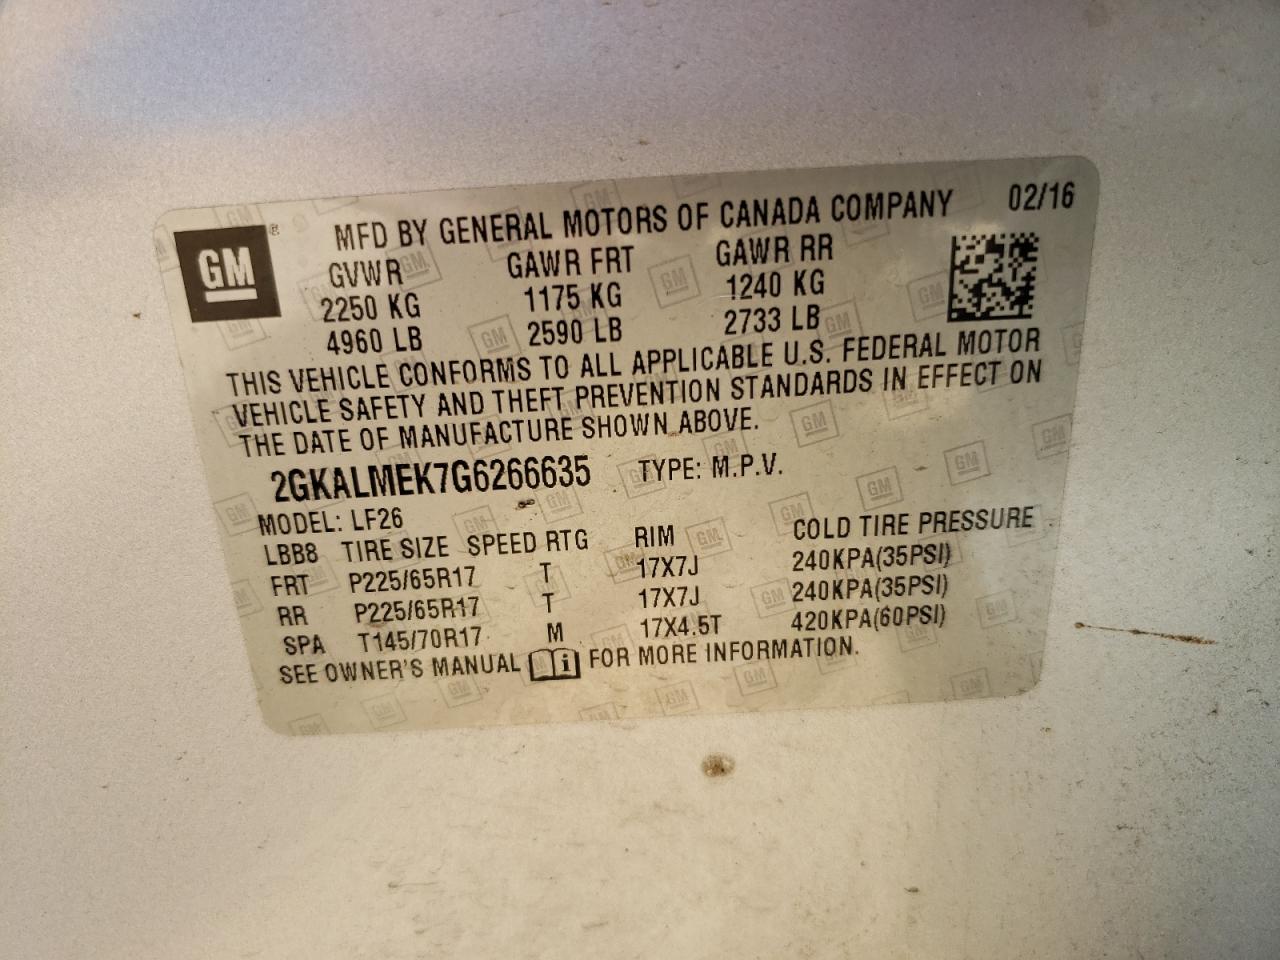 GM ®
MFD BY GENERAL MOTORS OF CANADA COMPANY 02/16
GVWR GAWR FRT GAWR RR
2250 KG 1175 KG 1240 KG
4960 LB 2590 LB 2733 LB
THIS VEHICLE CONFORMS TO ALL APPLICABLE U.S. FEDERAL MOTOR
VEHICLE SAFETY AND THEFT PREVENTION STANDARDS IN EFFECT ON
THE DATE OF MANUFACTURE SHOWN ABOVE.
2GKALMEK7G6266635 TYPE: M.P.V.
MODEL: LF26
LBB8 TIRE SIZE SPEED RTG RIM COLD TIRE PRESSURE
FRT P225/65R17 T 17X7J 240KPA(35PSI)
RR P225/65R17 T 17X7J 240KPA(35PSI)
SPA T145/70R17 M 17X4.5T 420KPA(60PSI)
SEE OWNER'S MANUAL i FOR MORE INFORMATION.